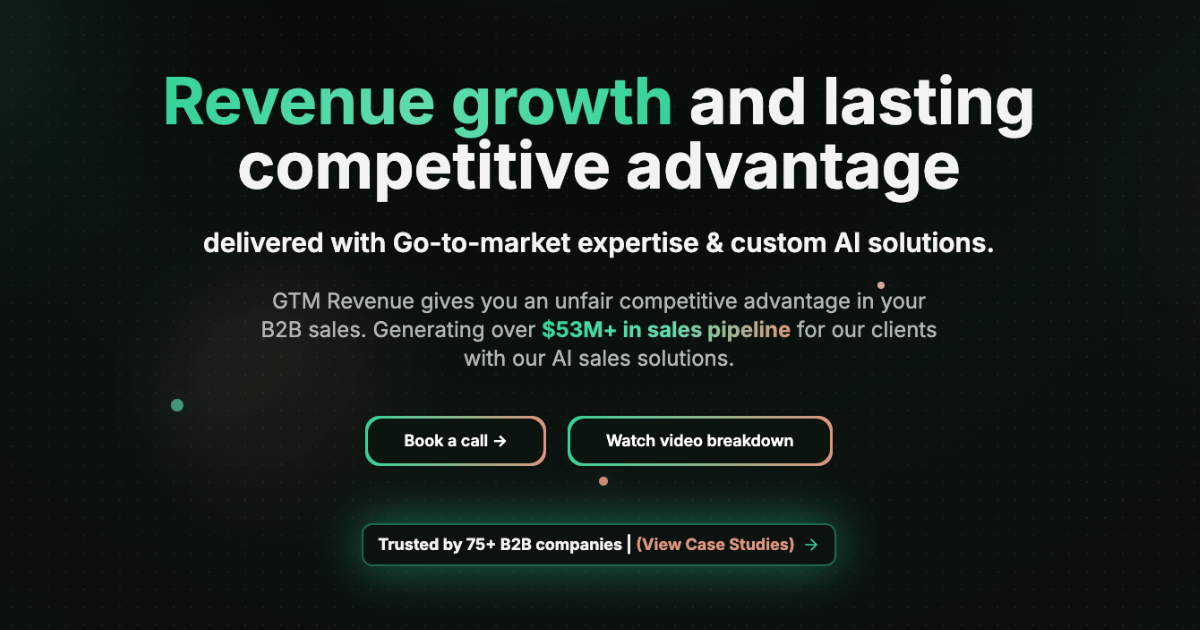 Revenue growth and lasting
competitive advantage
delivered with Go-to-market expertise & custom AI solutions.
GTM Revenue gives you an unfair competitive advantage in your
B2B sales. Generating over $53M+ in sales pipeline for our clients
with our AI sales solutions.
Book a call →
Watch video breakdown
Trusted by 75+ B2B companies | (View Case Studies) →